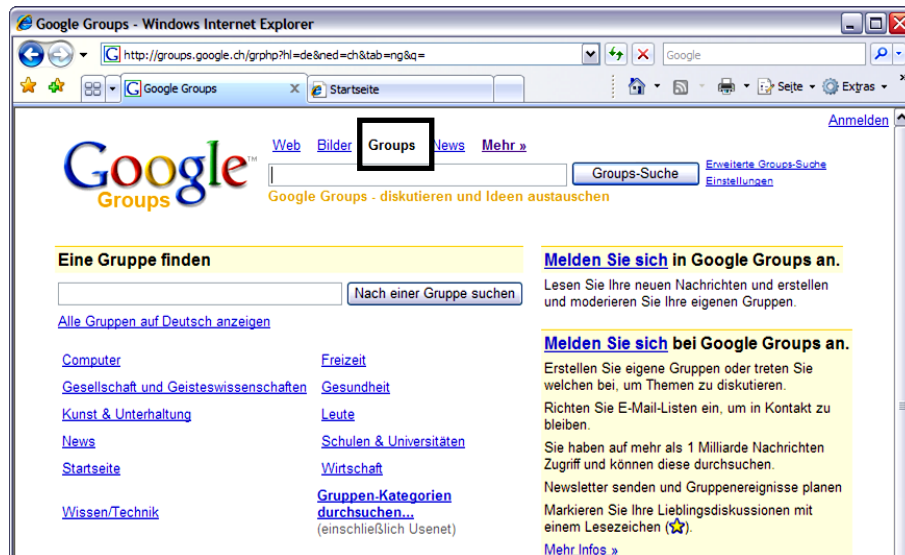 Google Groups - Windows Internet Explorer
http://groups.google.ch/grphp?hl=de&ned=ch&tab=ng&q=
Google
Google Groups
Startseite
Seite
Extras
Anmelden
Google™
Groups
Web Bilder Groups News Mehr »
Groups-Suche
Erweiterte Groups-Suche
Einstellungen
Google Groups - diskutieren und Ideen austauschen
Eine Gruppe finden
Nach einer Gruppe suchen
Alle Gruppen auf Deutsch anzeigen
Computer
Gesellschaft und Geisteswissenschaften
Kunst & Unterhaltung
News
Startseite
Wissen/Technik
Freizeit
Gesundheit
Leute
Schulen & Universitäten
Wirtschaft
Gruppen-Kategorien
durchsuchen...
(einschließlich Usenet)
Melden Sie sich in Google Groups an.
Lesen Sie Ihre neuen Nachrichten und erstellen
und moderieren Sie Ihre eigenen Gruppen.
Melden Sie sich bei Google Groups an.
Erstellen Sie eigene Gruppen oder treten Sie
welchen bei, um Themen zu diskutieren.
Richten Sie E-Mail-Listen ein, um in Kontakt zu
bleiben.
Sie haben auf mehr als 1 Milliarde Nachrichten
Zugriff und können diese durchsuchen.
Newsletter senden und Gruppenereignisse planen
Markieren Sie Ihre Lieblingsdiskussionen mit
einem Lesezeichen (☆).
Mehr Infos »